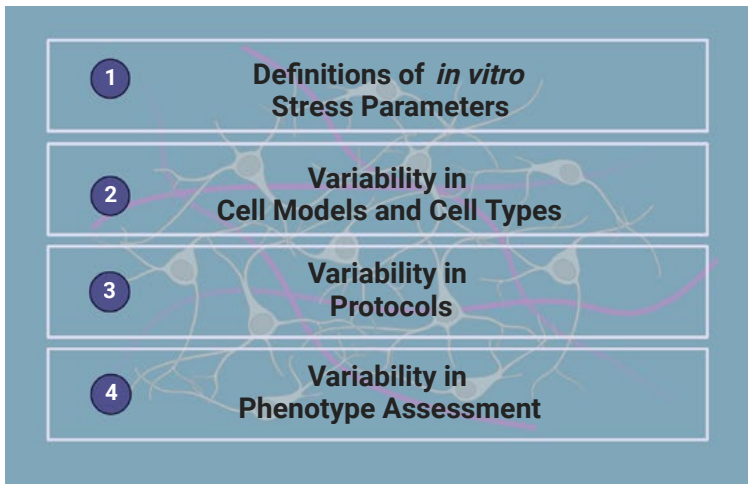 1
Definitions of in vitro
Stress Parameters
2
Variability in
Cell Models and Cell Types
3
Variability in
Protocols
4
Variability in
Phenotype Assessment